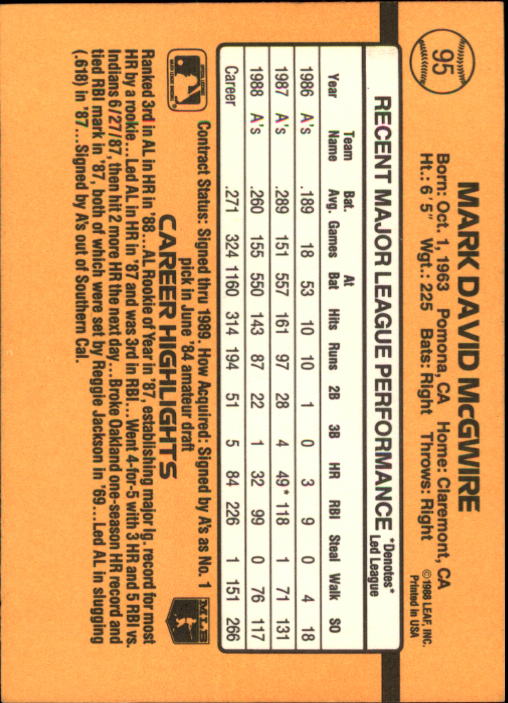 95
MARK DAVID McGWIRE
Born: Oct. 1, 1963 Pomona, CA Home: Claremont, CA
Ht.: 6'5" Wgt.: 225 Bats: Right Throws: Right
©1988 LEAF, INC.
Printed in USA
RECENT MAJOR LEAGUE PERFORMANCE *Denotes* Led League
Year Team Name Bat. Avg. Games At Bat Hits Runs 2B 3B HR RBI Steal Walk SO
1986 A's .189 18 53 10 10 1 0 3 9 0 4 18
1987 A's .289 151 557 161 97 28 4 49* 118 1 71 131
1988 A's .260 155 550 143 87 22 1 32 99 0 76 117
Career .271 324 1160 314 194 51 5 84 226 1 151 266
Contract Status: Signed thru 1989. How Acquired: Signed by A's as No. 1
pick in June '84 amateur draft
MLB
CAREER HIGHLIGHTS
Ranked 3rd in AL in HR in '88...AL Rookie of Year in '87, establishing major lg. record for most
HR by a rookie...Led AL in HR in '87 and was 3rd in RBI...Went 4-for-5 with 3 HR and 5 RBI vs.
Indians 6/27/87, then hit 2 more HR the next day...Broke Oakland one-season HR record and
tied RBI mark in '87, both of which were set by Reggie Jackson in '69...Led AL in slugging
(.618) in '87...Signed by A's out of Southern Cal.